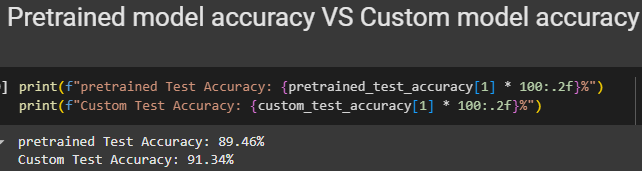 Pretrained model accuracy VS Custom model accuracy
] print(f"pretrained Test Accuracy: {pretrained_test_accuracy[1] * 100:.2f}%")
print(f"Custom Test Accuracy: {custom_test_accuracy[1] * 100:.2f}%")
pretrained Test Accuracy: 89.46%
Custom Test Accuracy: 91.34%